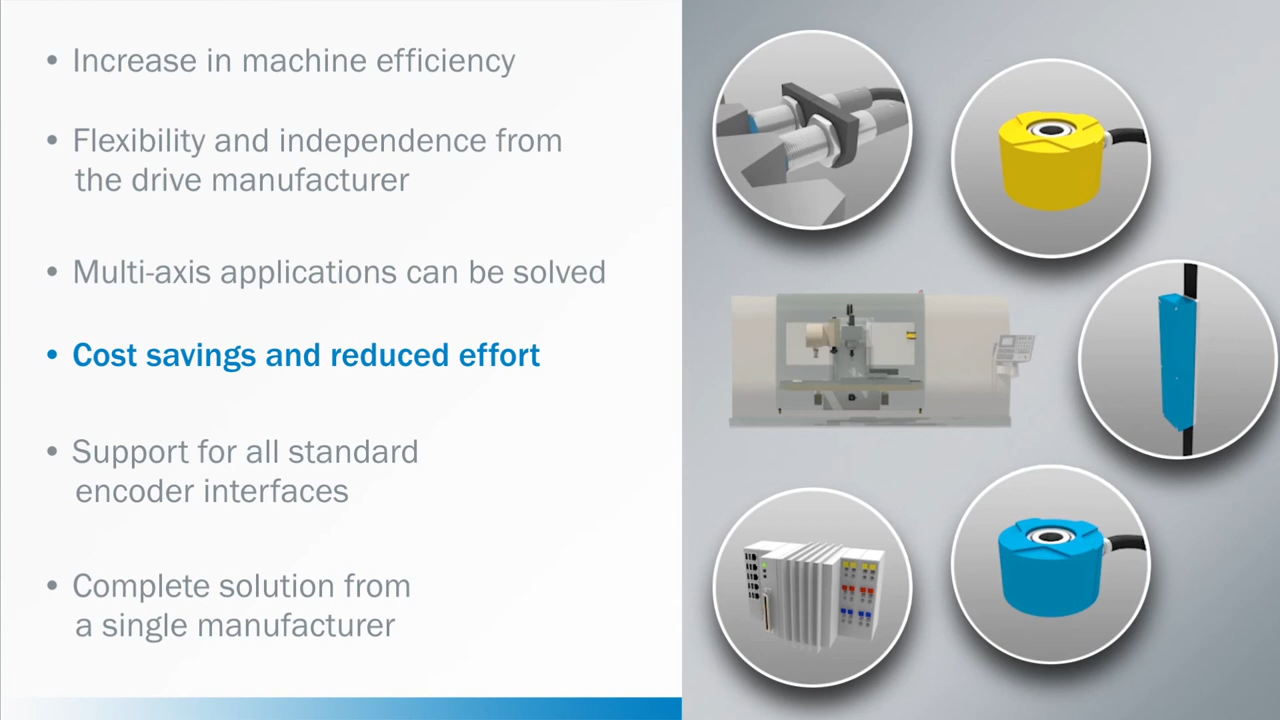 • Increase in machine efficiency
• Flexibility and independence from
the drive manufacturer
• Multi-axis applications can be solved
• Cost savings and reduced effort
• Support for all standard
encoder interfaces
• Complete solution from
a single manufacturer